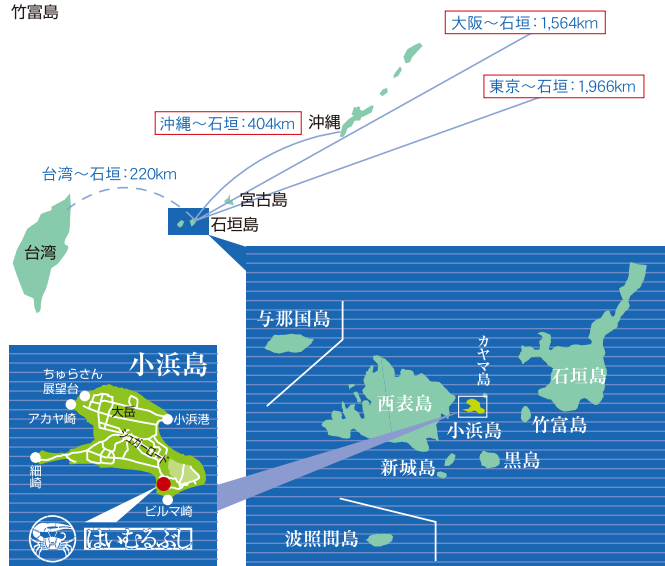 竹富島
大阪〜石垣：1,564km
東京〜石垣：1,966km
沖縄〜石垣：404km
沖縄
台湾〜石垣：220km
宮古島
石垣島
台湾
与那国島
カヤマ島
石垣島
西表島
小浜島
竹富島
新城島
黒島
波照間島
小浜島
ちゅらさん
展望台
大岳
アカヤ崎
小浜港
シュガーロード
細崎
ビルマ崎
はいむるぶし